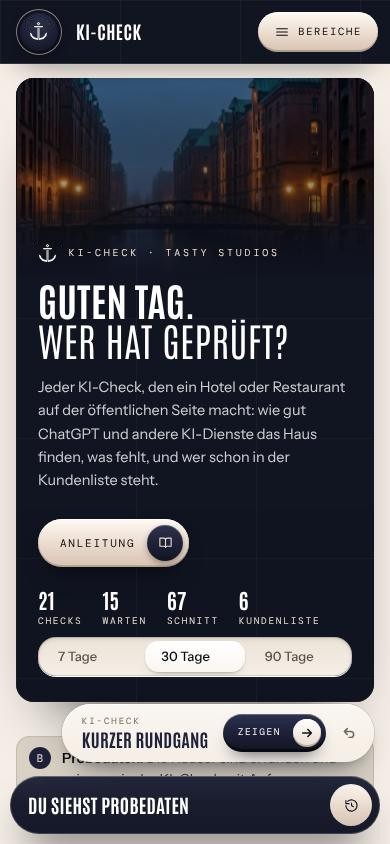 KI-CHECK
BEREICHE
KI-CHECK · TASTY STUDIOS
GUTEN TAG.
WER HAT GEPRÜFT?
Jeder KI-Check, den ein Hotel oder Restaurant
auf der öffentlichen Seite macht: wie gut
ChatGPT und andere KI-Dienste das Haus
finden, was fehlt, und wer schon in der
Kundenliste steht.
ANLEITUNG
21 15 67 6
CHECKS WARTEN SCHNITT KUNDENLISTE
7 Tage 30 Tage 90 Tage
KI-CHECK
KURZER RUNDGANG
ZEIGEN
B
DU SIEHST PROBEDATEN